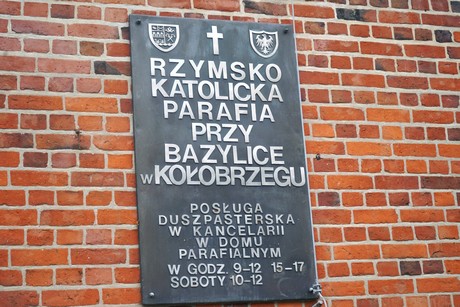 RZYMSKO
KATOLICKA
PARAFIA
PRZY
BAZYLICE
w KOŁOBRZEGU
POSŁUGA
DUSZPASTERSKA
W KANCELARII
W DOMU
PARAFIALNYM
W GODZ. 9-12 15-17
SOBOTY 10-12